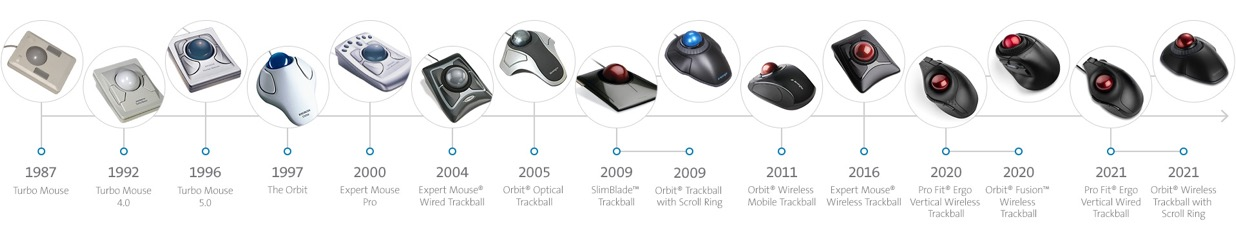 1987
Turbo Mouse
1992
Turbo Mouse
4.0
1996
Turbo Mouse
5.0
1997
The Orbit
2000
Expert Mouse
Pro
2004
Expert Mouse®
Wired Trackball
2005
Orbit® Optical
Trackball
2009
SlimBlade™
Trackball
2009
Orbit® Trackball
with Scroll Ring
2011
Orbit® Wireless
Mobile Trackball
2016
Expert Mouse®
Wireless Trackball
2020
Pro Fit® Ergo
Vertical Wireless
Trackball
2020
Orbit® Fusion™
Wireless
Trackball
2021
Pro Fit® Ergo
Vertical Wired
Trackball
2021
Orbit® Wireless
Trackball with
Scroll Ring